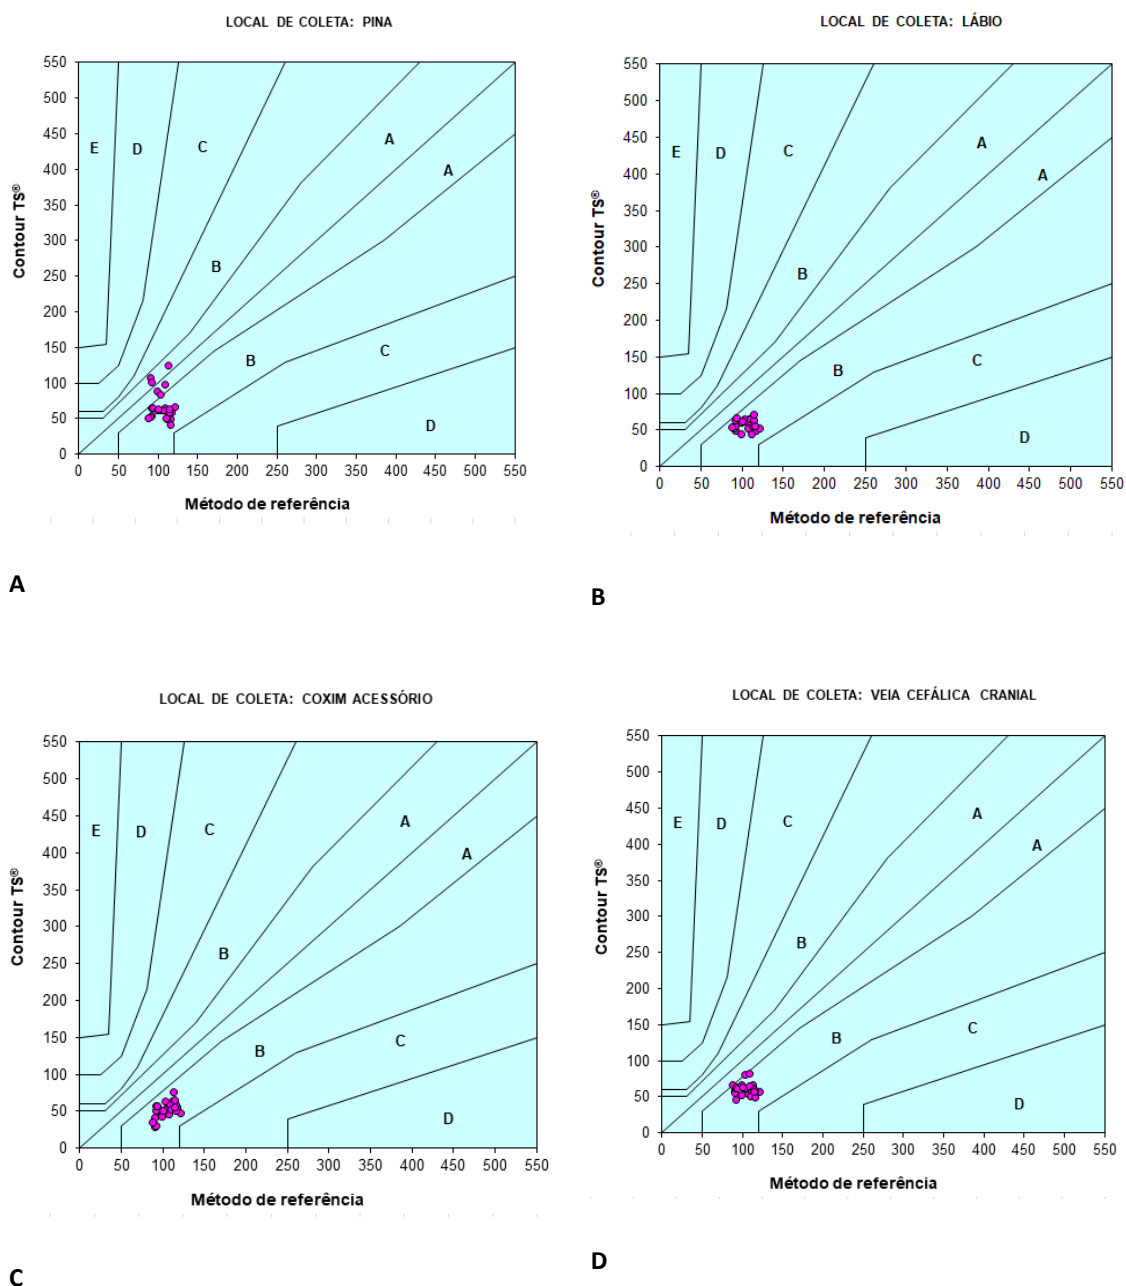 LOCAL DE COLETA: PINA
550
500
450
400
350
300
250
200
150
100
50
0
Contour TS®
E
D
C
B
A
A
B
C
D
0 50 100 150 200 250 300 350 400 450 500 550
Método de referência
A
LOCAL DE COLETA: LÁBIO
550
500
450
400
350
300
250
200
150
100
50
0
Contour TS®
E
D
C
B
A
A
B
C
D
0 50 100 150 200 250 300 350 400 450 500 550
Método de referência
B
LOCAL DE COLETA: COXIM ACESSÓRIO
550
500
450
400
350
300
250
200
150
100
50
0
Contour TS®
E
D
C
B
A
A
B
C
D
0 50 100 150 200 250 300 350 400 450 500 550
Método de referência
C
LOCAL DE COLETA: VEIA CEFÁLICA CRANIAL
550
500
450
400
350
300
250
200
150
100
50
0
Contour TS®
E
D
C
B
A
A
B
C
D
0 50 100 150 200 250 300 350 400 450 500 550
Método de referência
D